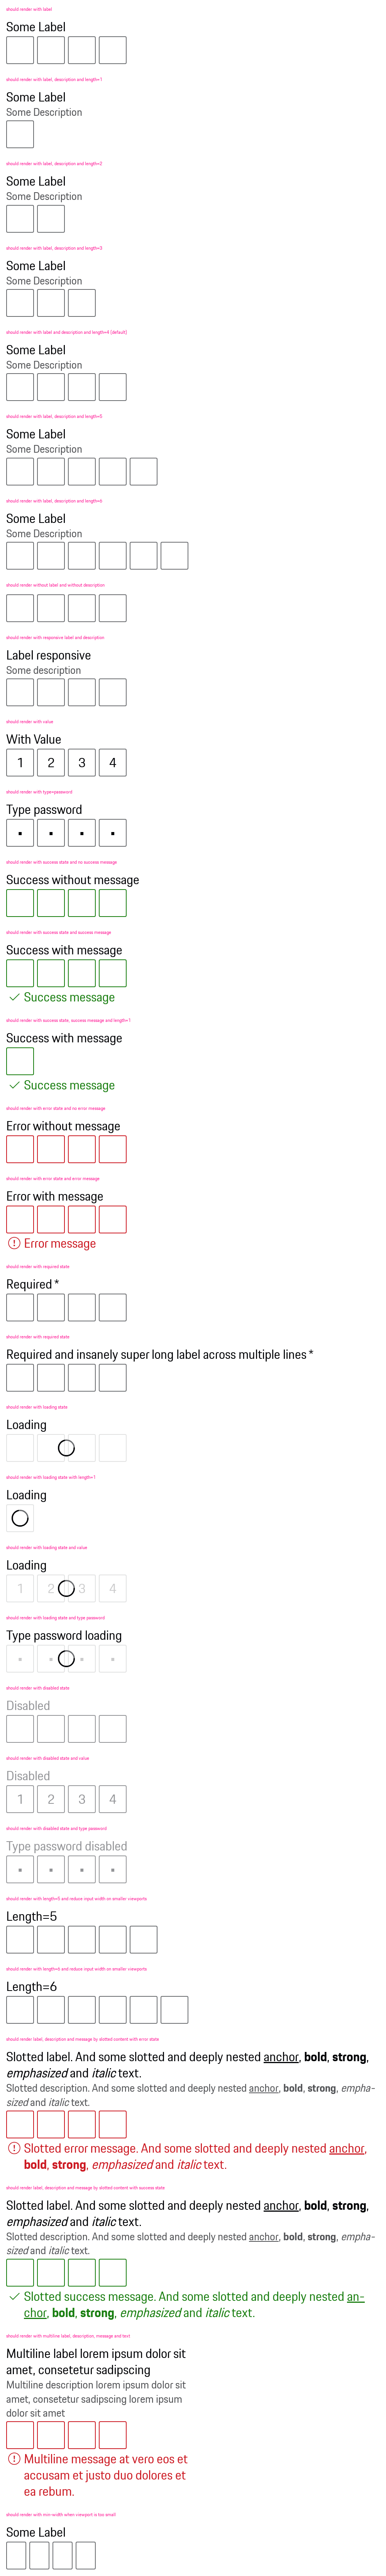 should render with label
Some Label
should render with label, description and length=1
Some Label
Some Description
should render with label, description and length=2
Some Label
Some Description
should render with label, description and length=3
Some Label
Some Description
should render with label and description and length=4 (default)
Some Label
Some Description
should render with label, description and length=5
Some Label
Some Description
should render with label, description and length=6
Some Label
Some Description
should render without label and without description
should render with responsive label and description
Label responsive
Some description
should render with value
With Value
1 2 3 4
should render with type=password
Type password
should render with success state and no success message
Success without message
should render with success state and success message
Success with message
Success message
should render with success state, success message and length=1
Success with message
Success message
should render with error state and no error message
Error without message
should render with error state and error message
Error with message
Error message
should render with required state
Required *
should render with required state
Required and insanely super long label across multiple lines *
should render with loading state
Loading
should render with loading state with length=1
Loading
should render with loading state and value
Loading
1 2 3 4
should render with loading state and type password
Type password loading
should render with disabled state
Disabled
should render with disabled state and value
Disabled
1 2 3 4
should render with disabled state and type password
Type password disabled
should render with length=5 and reduce input width on smaller viewports
Length=5
should render with length=6 and reduce input width on smaller viewports
Length=6
should render label, description and message by slotted content with error state
Slotted label. And some slotted and deeply nested anchor, bold, strong,
emphasized and italic text.
Slotted description. And some slotted and deeply nested anchor, bold, strong, empha-
sized and italic text.
Slotted error message. And some slotted and deeply nested anchor,
bold, strong, emphasized and italic text.
should render label, description and message by slotted content with success state
Slotted label. And some slotted and deeply nested anchor, bold, strong,
emphasized and italic text.
Slotted description. And some slotted and deeply nested anchor, bold, strong, empha-
sized and italic text.
Slotted success message. And some slotted and deeply nested an-
chor, bold, strong, emphasized and italic text.
should render with multiline label, description, message and text
Multiline label lorem ipsum dolor sit
amet, consetetur sadipscing
Multiline description lorem ipsum dolor sit
amet, consetetur sadipscing lorem ipsum
dolor sit amet
Multiline message at vero eos et
accusam et justo duo dolores et
ea rebum.
should render with min-width when viewport is too small
Some Label